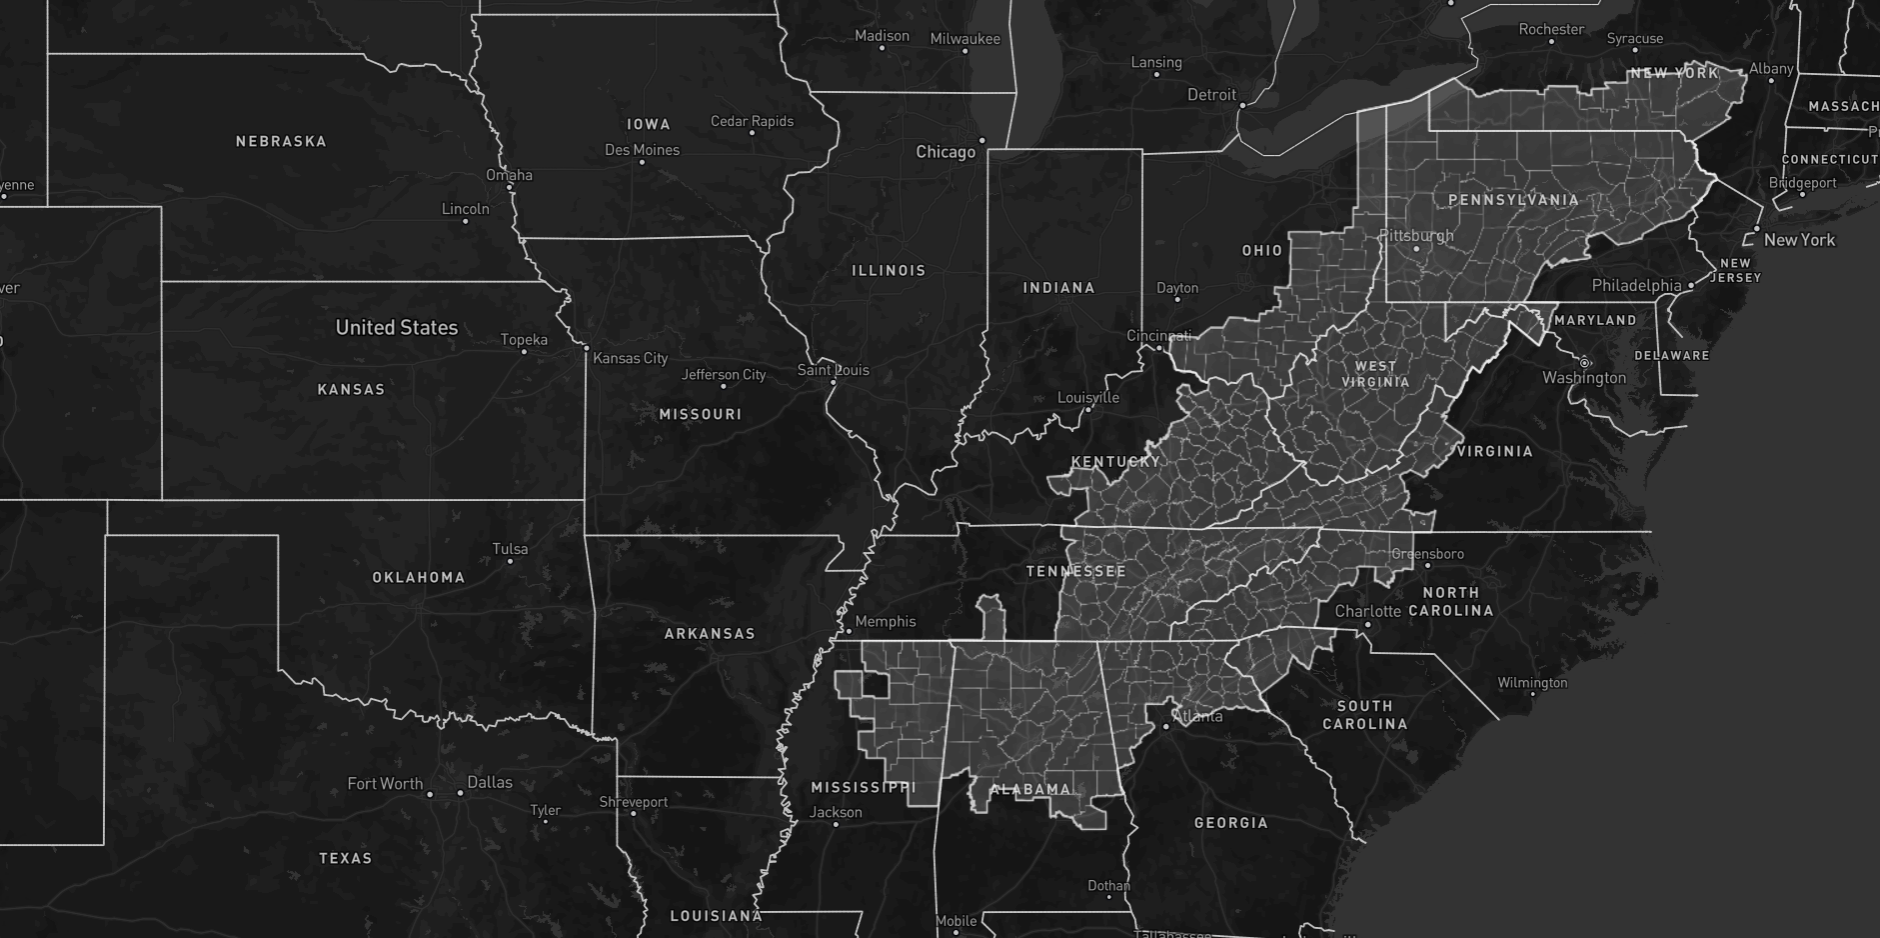 Rochester
Madison
Milwaukee
Syracuse
Lansing
NEW YORK
Albany
Detroit
MASSACH
IOWA
Cedar Rapids
NEBRASKA
Des Moines
Chicago
CONNECTICUT
Omaha
yenne
Bridgeport
Lincoln
PENNSYLVANIA
Pittsburgh
New York
OHIO
ILLINOIS
NEW
JERSEY
INDIANA
Dayton
Philadelphia
ver
United States
MARYLAND
Topeka
Cincinnati
Kansas City
DELAWARE
Saint Louis
Jefferson City
WEST
VIRGINIA
Washington
KANSAS
Louisville
MISSOURI
VIRGINIA
KENTUCKY
Tulsa
Greensboro
OKLAHOMA
TENNESSEE
NORTH
CAROLINA
Charlotte
Memphis
ARKANSAS
Wilmington
SOUTH
CAROLINA
Atlanta
Fort Worth
Dallas
MISSISSIPPI
ALABAMA
Shreveport
Tyler
Jackson
GEORGIA
TEXAS
Dothan
LOUISIANA
Mobile
Tallahassee